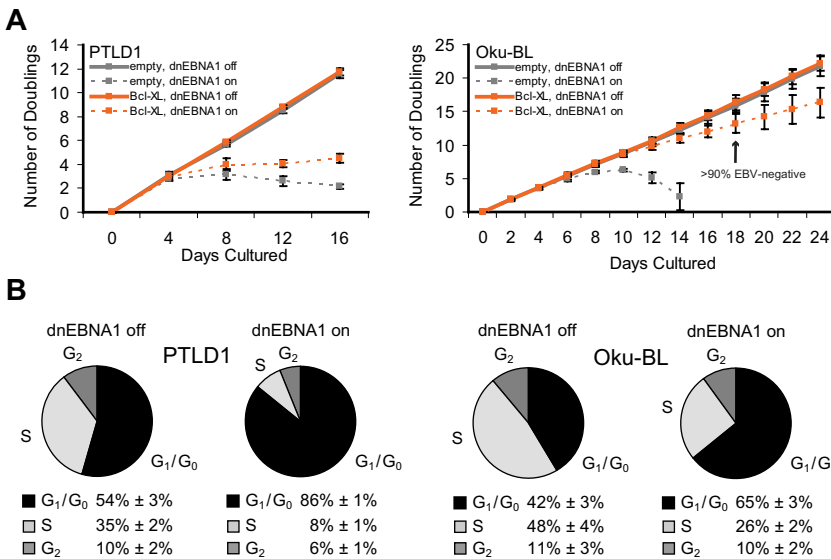 A
PTLD1
Number of Doublings
14
12
10
8
6
4
2
0
empty, dnEBNA1 off
empty, dnEBNA1 on
Bcl-XL, dnEBNA1 off
Bcl-XL, dnEBNA1 on
0 4 8 12 16
Days Cultured
Oku-BL
Number of Doublings
25
20
15
10
5
0
empty, dnEBNA1 off
empty, dnEBNA1 on
Bcl-XL, dnEBNA1 off
Bcl-XL, dnEBNA1 on
>90% EBV-negative
0 2 4 6 8 10 12 14 16 18 20 22 24
Days Cultured
B
PTLD1
dnEBNA1 off
G₂
S
G₁/G₀
G₁/G₀ 54% ± 3%
S 35% ± 2%
G₂ 10% ± 2%
dnEBNA1 on
S
G₂
G₁/G₀
G₁/G₀ 86% ± 1%
S 8% ± 1%
G₂ 6% ± 1%
Oku-BL
dnEBNA1 off
G₂
S
G₁/G₀
G₁/G₀ 42% ± 3%
S 48% ± 4%
G₂ 11% ± 3%
dnEBNA1 on
G₂
S
G₁/G
G₁/G₀ 65% ± 3%
S 26% ± 2%
G₂ 10% ± 2%